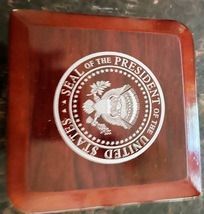 SEAL OF THE PRESIDENT OF THE UNITED STATES